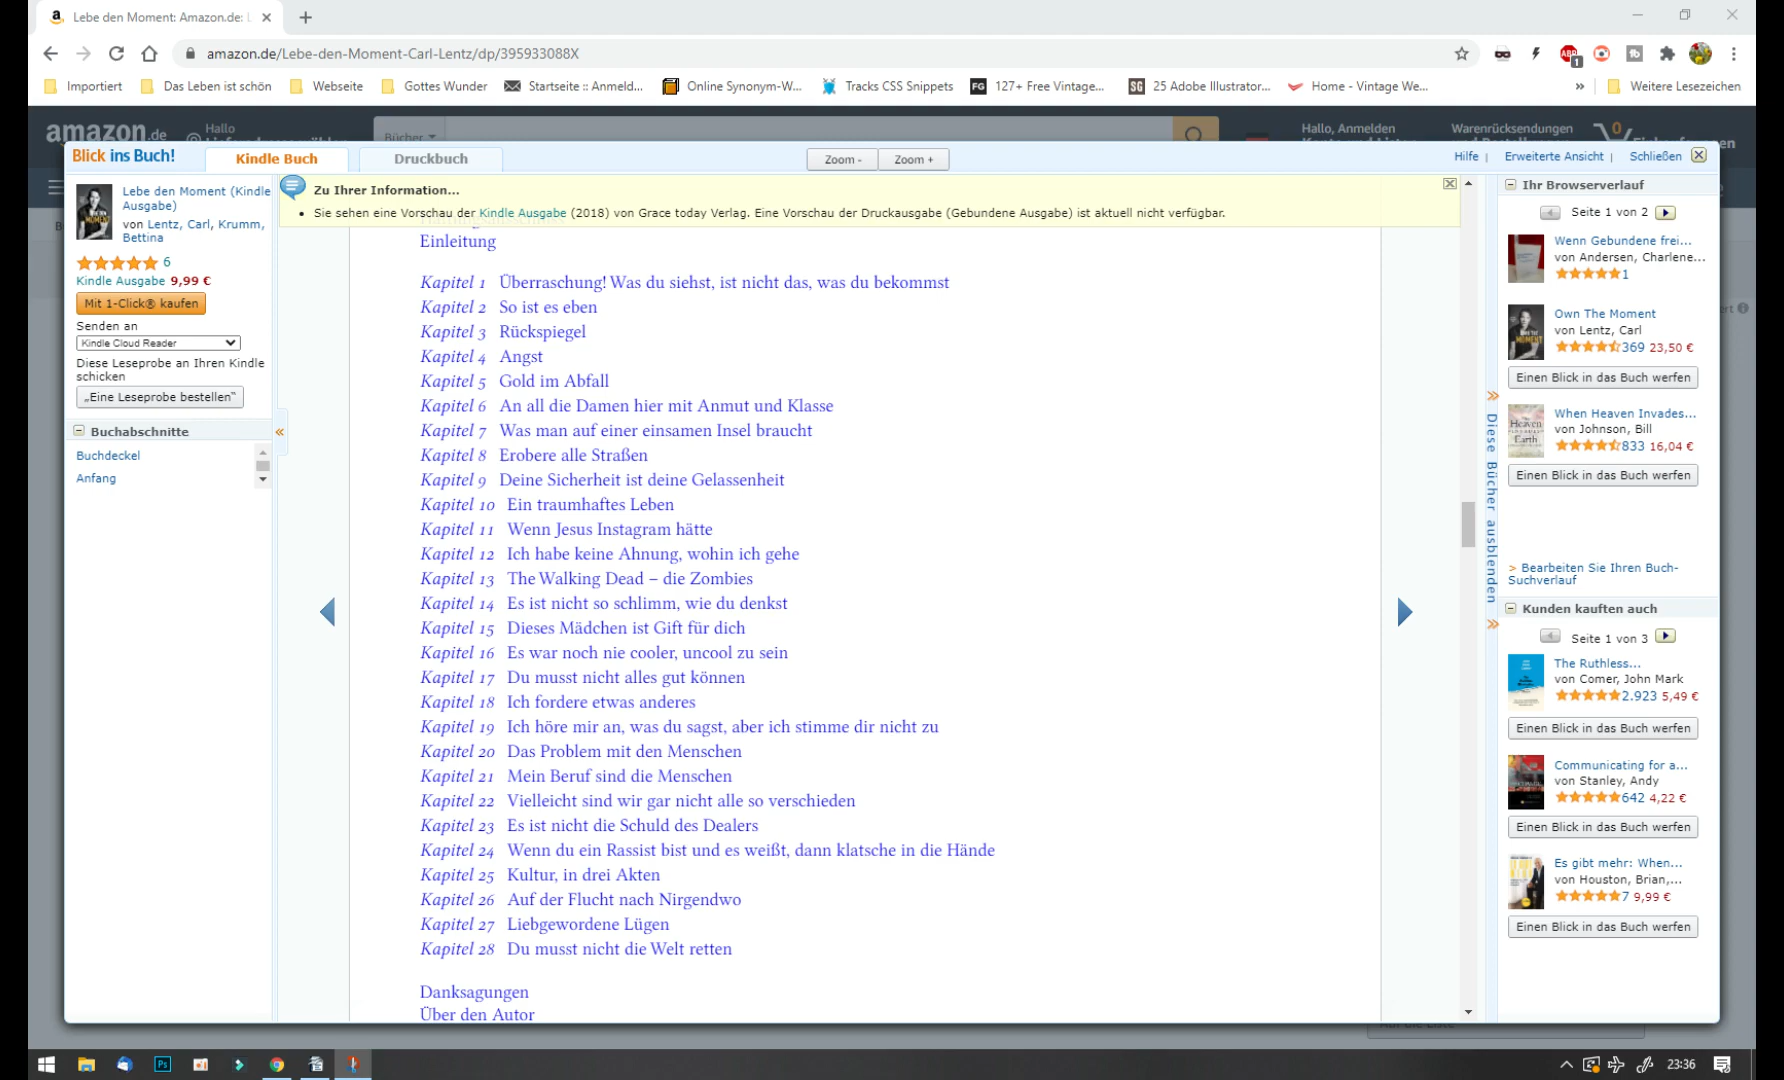 Lebe den Moment: Amazon.de:
amazon.de/Lebe-den-Moment-Carl-Lentz/dp/395933088X
ABP
1
Importiert
Das Leben ist schön
Webseite
Gottes Wunder
Startseite :: Anmeld...
Online Synonym-W...
Tracks CSS Snippets
FG
127+ Free Vintage...
SG
25 Adobe Illustrator...
Home - Vintage We...
»
Weitere Lesezeichen
amazon.de
Hallo
Bücher
Hallo, Anmelden
Warenrücksendungen
0
Blick ins Buch!
Kindle Buch
Druckbuch
Zoom -
Zoom +
Hilfe |
Erweiterte Ansicht |
Schließen
Lebe den Moment (Kindle
Ausgabe)
von Lentz, Carl, Krumm,
Bettina
6
Kindle Ausgabe 9,99 €
Mit 1-Click® kaufen
Senden an
Kindle Cloud Reader
Diese Leseprobe an Ihren Kindle
schicken
„Eine Leseprobe bestellen“
Buchabschnitte
«
Buchdeckel
Anfang
Zu Ihrer Information...
• Sie sehen eine Vorschau der Kindle Ausgabe (2018) von Grace today Verlag. Eine Vorschau der Druckausgabe (Gebundene Ausgabe) ist aktuell nicht verfügbar.
Einleitung
Kapitel 1 Überraschung! Was du siehst, ist nicht das, was du bekommst
Kapitel 2 So ist es eben
Kapitel 3 Rückspiegel
Kapitel 4 Angst
Kapitel 5 Gold im Abfall
Kapitel 6 An all die Damen hier mit Anmut und Klasse
Kapitel 7 Was man auf einer einsamen Insel braucht
Kapitel 8 Erobere alle Straßen
Kapitel 9 Deine Sicherheit ist deine Gelassenheit
Kapitel 10 Ein traumhaftes Leben
Kapitel 11 Wenn Jesus Instagram hätte
Kapitel 12 Ich habe keine Ahnung, wohin ich gehe
Kapitel 13 The Walking Dead – die Zombies
Kapitel 14 Es ist nicht so schlimm, wie du denkst
Kapitel 15 Dieses Mädchen ist Gift für dich
Kapitel 16 Es war noch nie cooler, uncool zu sein
Kapitel 17 Du musst nicht alles gut können
Kapitel 18 Ich fordere etwas anderes
Kapitel 19 Ich höre mir an, was du sagst, aber ich stimme dir nicht zu
Kapitel 20 Das Problem mit den Menschen
Kapitel 21 Mein Beruf sind die Menschen
Kapitel 22 Vielleicht sind wir gar nicht alle so verschieden
Kapitel 23 Es ist nicht die Schuld des Dealers
Kapitel 24 Wenn du ein Rassist bist und es weißt, dann klatsche in die Hände
Kapitel 25 Kultur, in drei Akten
Kapitel 26 Auf der Flucht nach Nirgendwo
Kapitel 27 Liebgewordene Lügen
Kapitel 28 Du musst nicht die Welt retten
Danksagungen
Über den Autor
»
Diese Bücher ausblenden
»
Ihr Browserverlauf
Seite 1 von 2
Wenn Gebundene frei...
von Andersen, Charlene...
1
Own The Moment
von Lentz, Carl
369 23,50 €
Einen Blick in das Buch werfen
When Heaven Invades...
von Johnson, Bill
833 16,04 €
Einen Blick in das Buch werfen
> Bearbeiten Sie Ihren Buch-
Suchverlauf
Kunden kauften auch
Seite 1 von 3
The Ruthless...
von Comer, John Mark
2.923 5,49 €
Einen Blick in das Buch werfen
Communicating for a...
von Stanley, Andy
642 4,22 €
Einen Blick in das Buch werfen
Es gibt mehr: When...
von Houston, Brian,...
7 9,99 €
Einen Blick in das Buch werfen
Ps
23:36